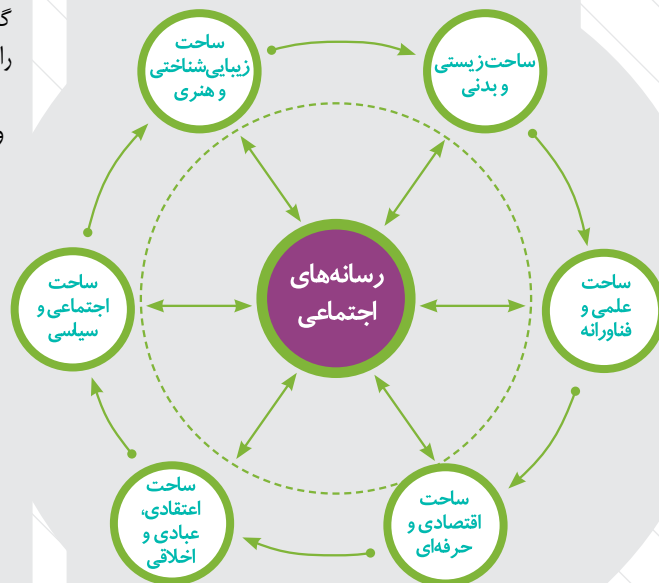 گ
را
و
ساحت
زیبایی‌شناختی
و هنری
ساحت زیستی
و بدنی
ساحت
علمی و
فناورانه
ساحت
اقتصادی و
حرفه‌ای
ساحت
اعتقادی،
عبادی و
اخلاقی
ساحت
اجتماعی و
سیاسی
رسانه‌های
اجتماعی